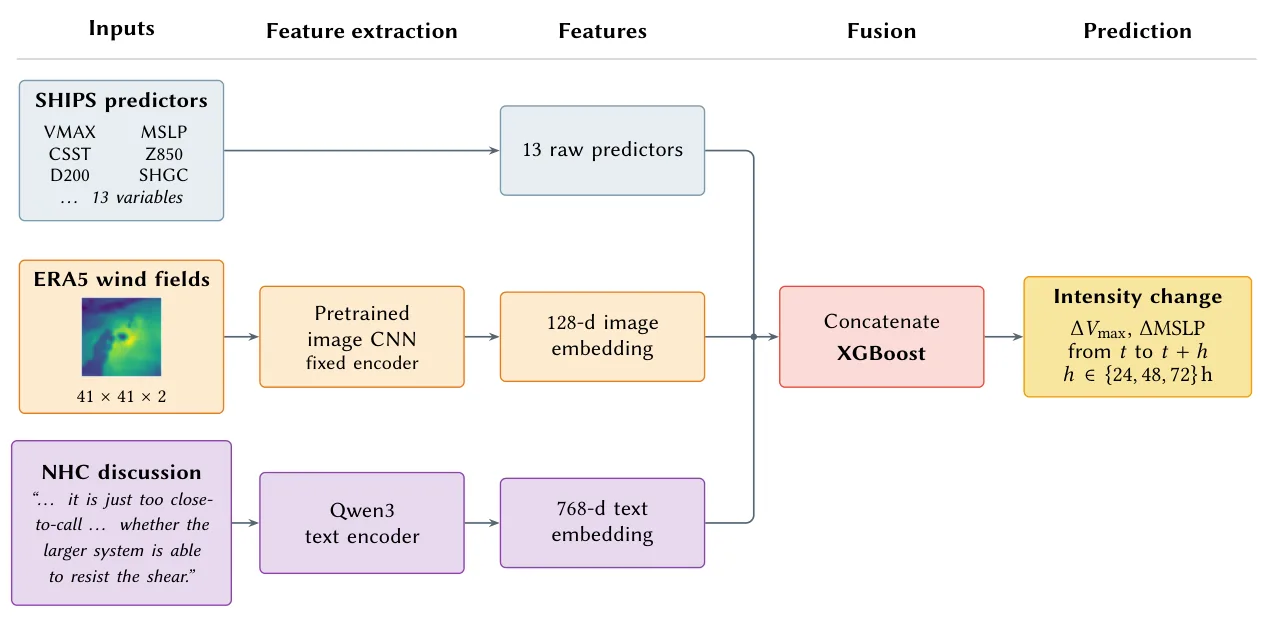 Inputs
Feature extraction
Features
Fusion
Prediction
SHIPS predictors
VMAX MSLP
CSST Z850
D200 SHGC
… 13 variables
13 raw predictors
ERA5 wind fields
41 × 41 × 2
Pretrained
image CNN
fixed encoder
128-d image
embedding
Concatenate
XGBoost
Intensity change
ΔVmax, ΔMSLP
from t to t + h
h ∈ {24, 48, 72} h
NHC discussion
“… it is just too close-
to-call … whether the
larger system is able
to resist the shear.”
Qwen3
text encoder
768-d text
embedding